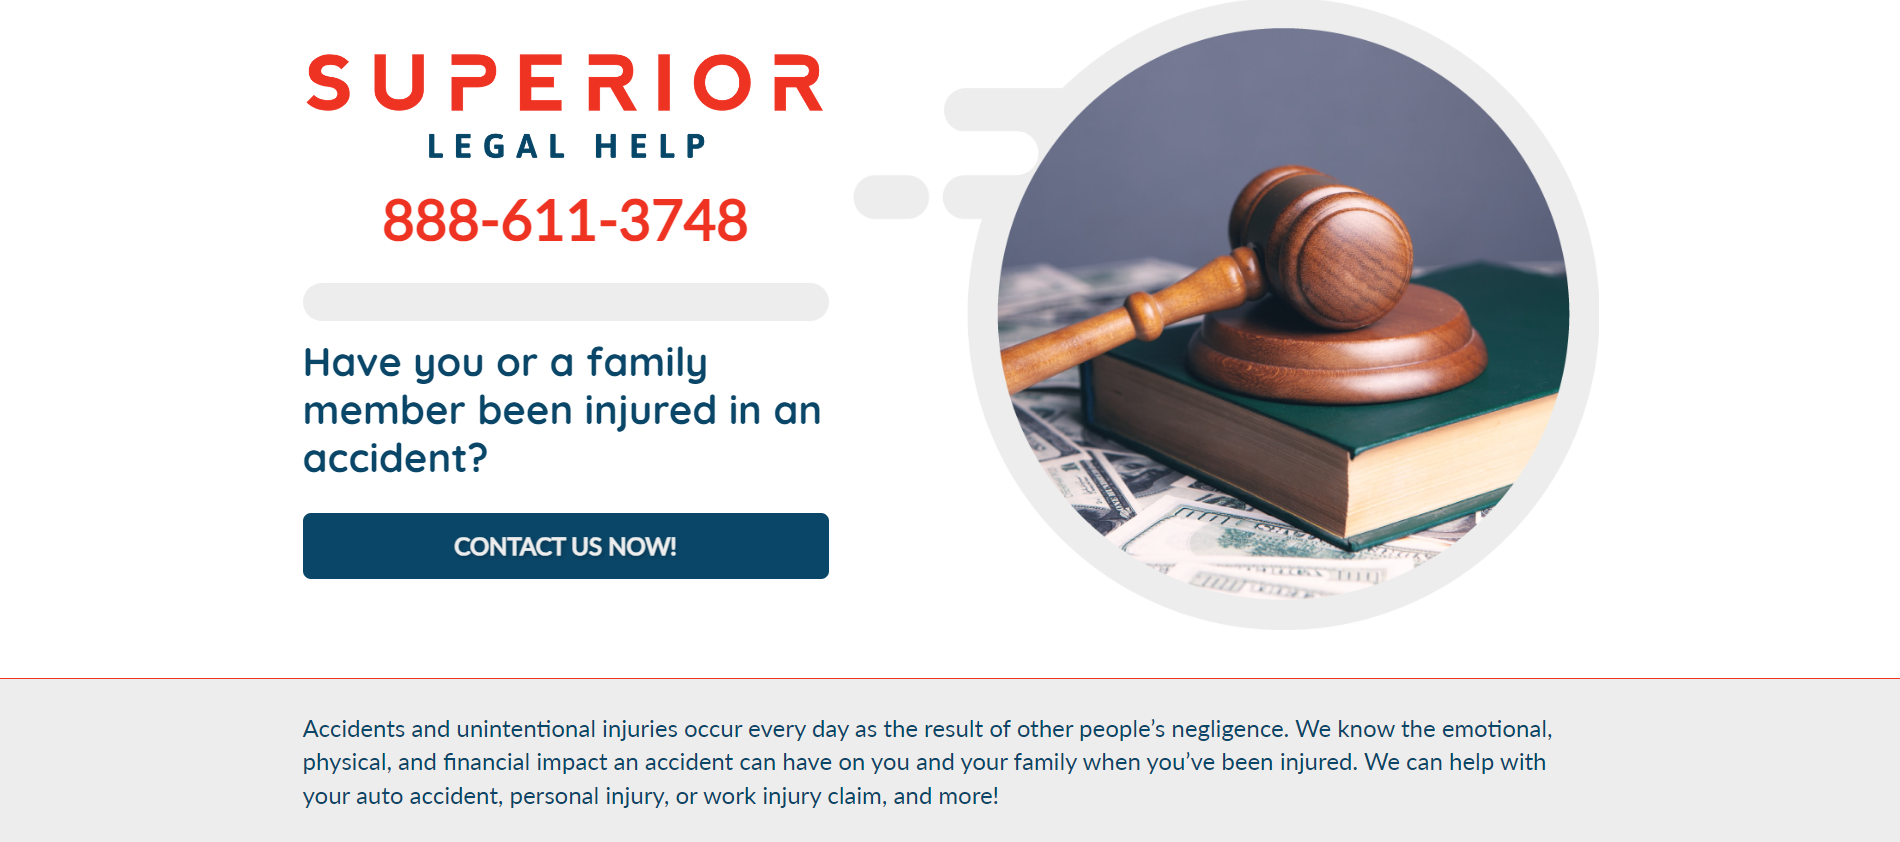 SUPERIOR
LEGAL HELP
888-611-3748
Have you or a family
member been injured in an
accident?
CONTACT US NOW!
Accidents and unintentional injuries occur every day as the result of other people’s negligence. We know the emotional,
physical, and financial impact an accident can have on you and your family when you’ve been injured. We can help with
your auto accident, personal injury, or work injury claim, and more!